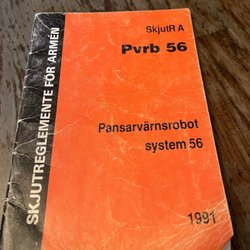 SKJUTREGLEMENTE FÖR ARMÉN
SkjutR A
Pvrb 56
Pansarvärnsrobot
system 56
1991